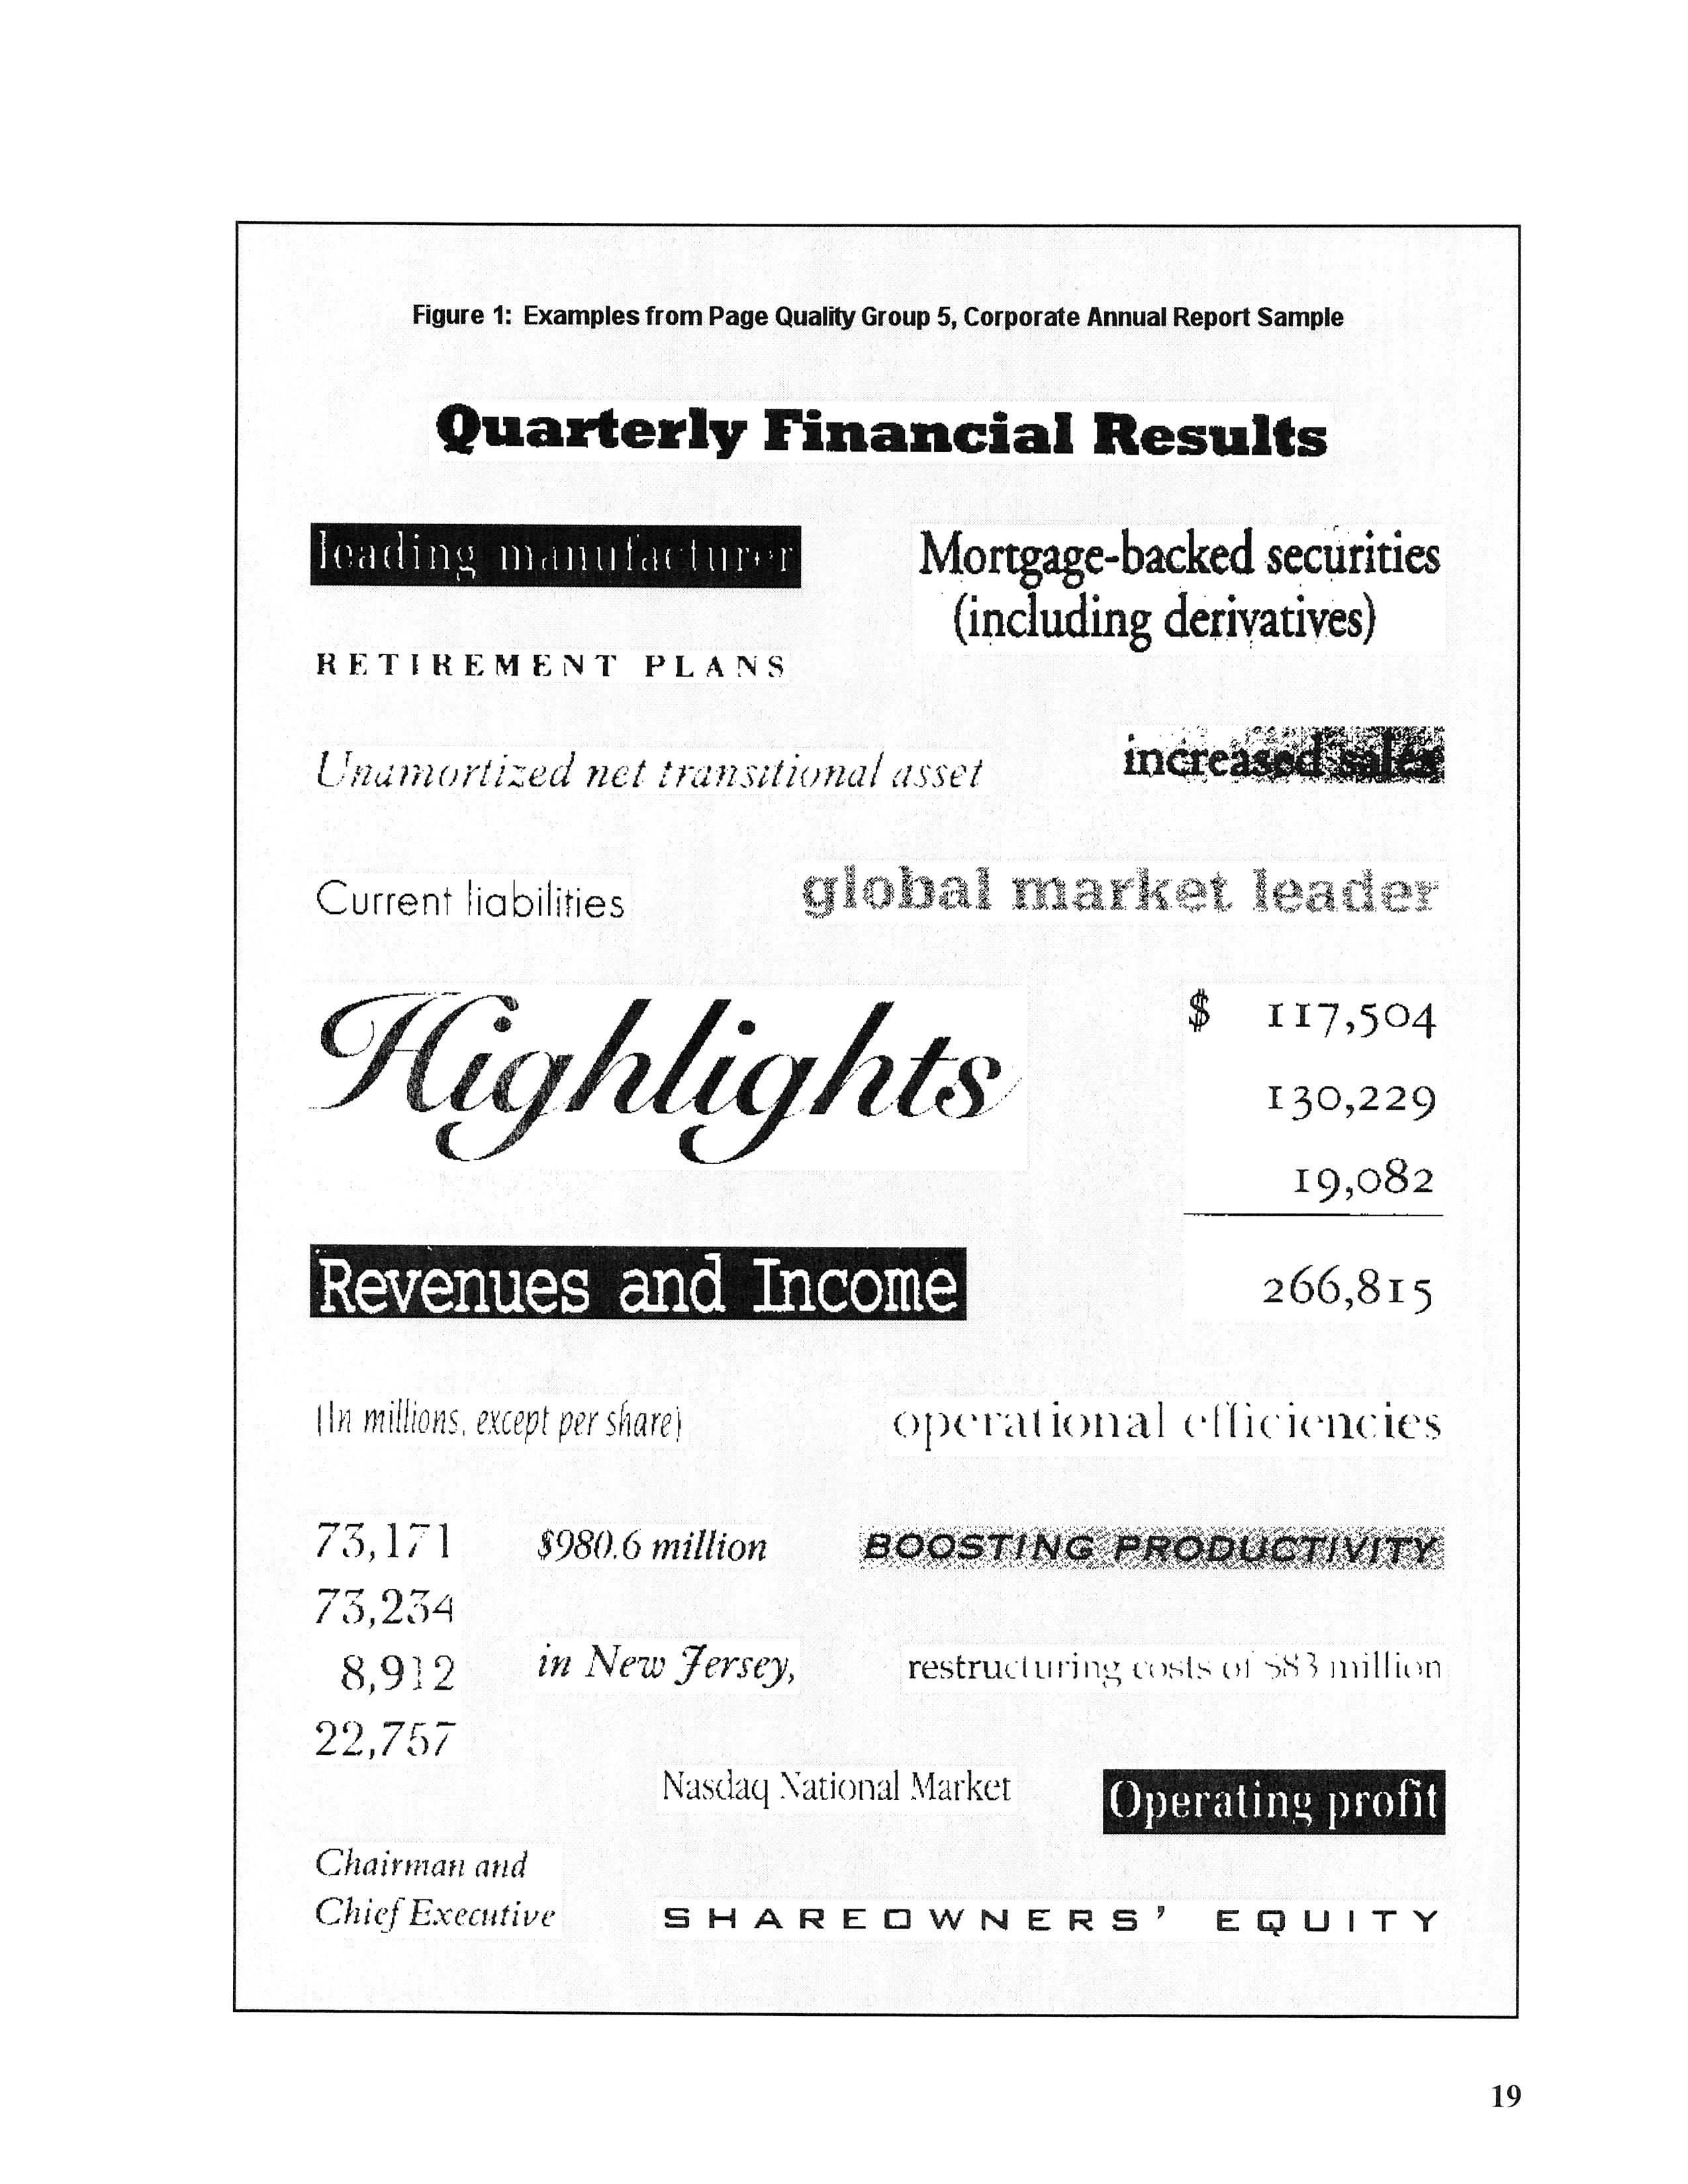 Figure 1: Examples from Page Quality Group 5, Corporate Annual Report Sample
Quarterly Financial Results
leading manufacturer
Mortgage-backed securities
(including derivatives)
RETIREMENT PLANS
increased sales
Unamortized net transitional asset
Current liabilities
global market leader
Highlights
$ 117,504
130,229
19,082
266,815
Revenues and Income
(In millions, except per share)
operational efficiencies
73,171
73,234
8,912
22,757
$980.6 million
BOOSTING PRODUCTIVITY
in New Jersey,
restructuring costs of $83 million
Nasdaq National Market
Operating profit
Chairman and
Chief Executive
SHAREOWNERS' EQUITY
19